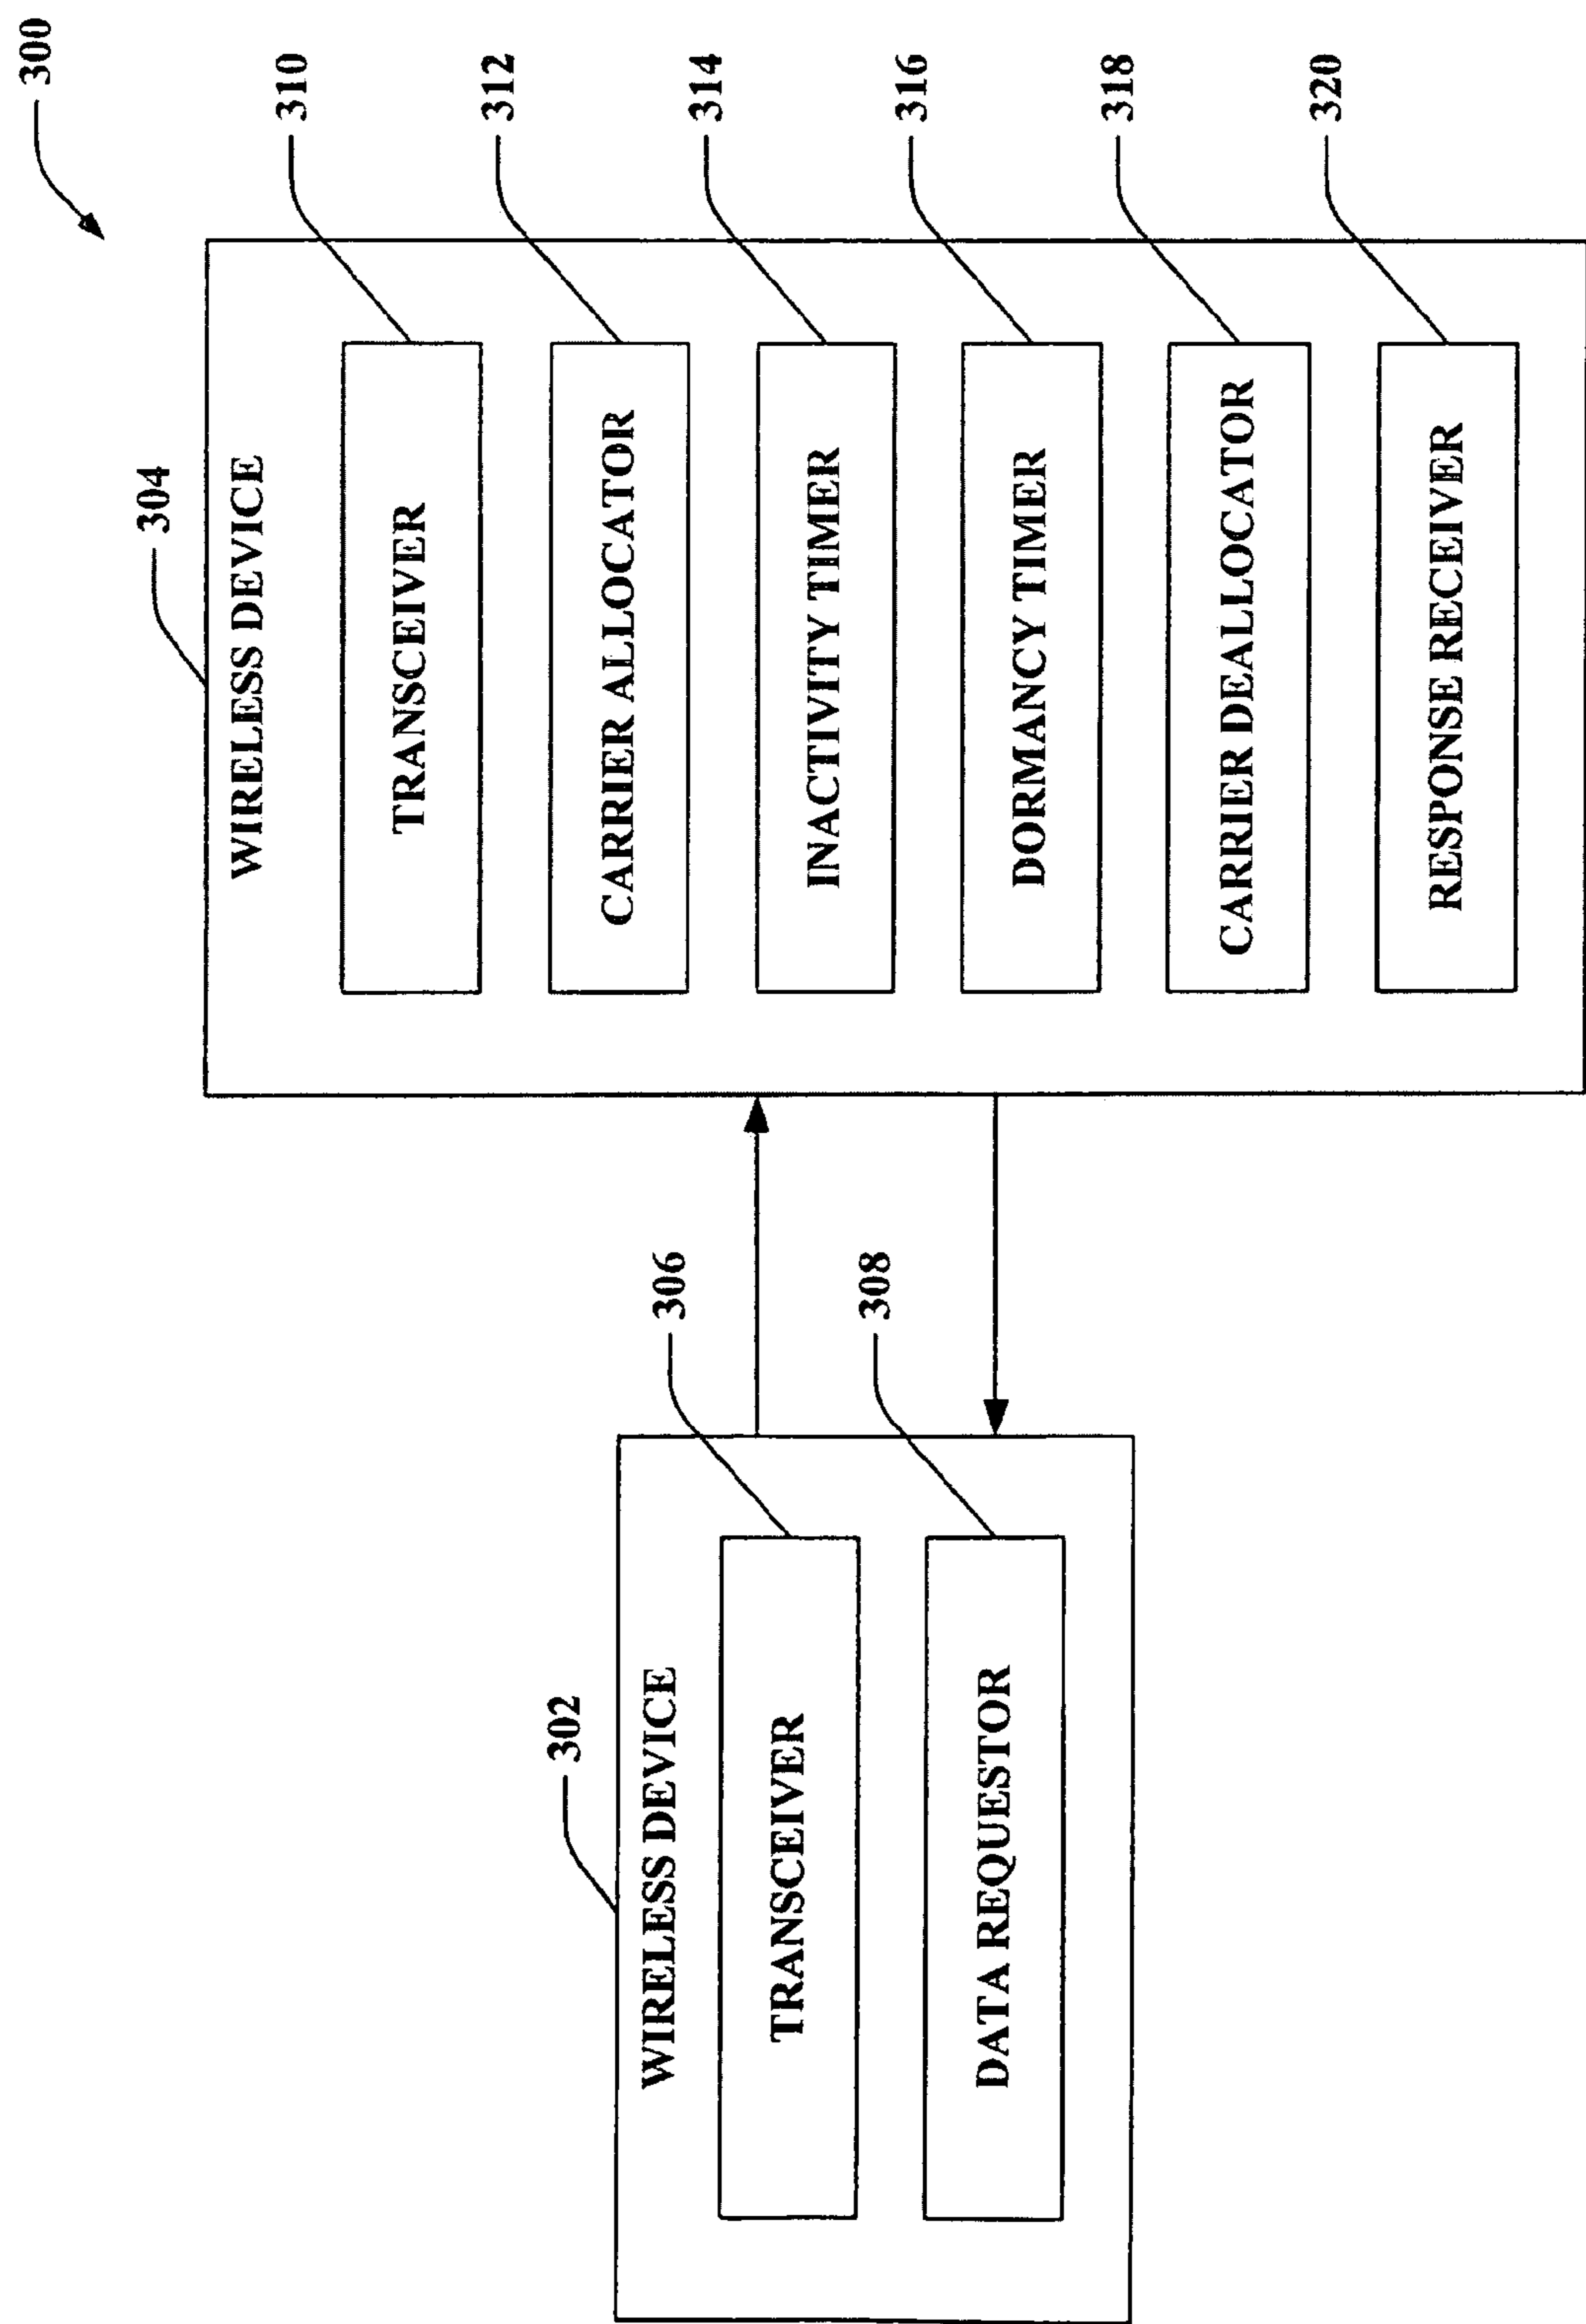 300
304
WIRELESS DEVICE
TRANSCEIVER
310
CARRIER ALLOCATOR
312
INACTIVITY TIMER
314
DORMANCY TIMER
316
CARRIER DEALLOCATOR
318
RESPONSE RECEIVER
320
302
WIRELESS DEVICE
TRANSCEIVER
306
DATA REQUESTOR
308